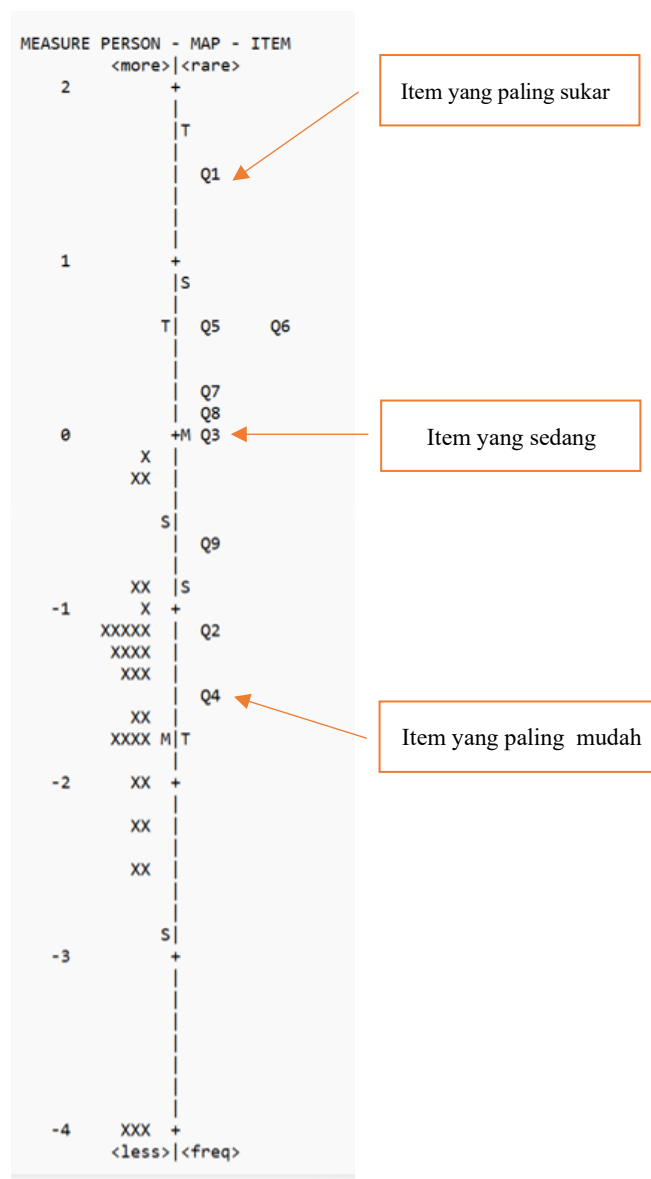 MEASURE PERSON - MAP - ITEM
<more>|<rare>
2 +
|T
Item yang paling sukar
| Q1
1 +
|S
T| Q5 Q6
| Q7
| Q8
0 +M Q3
Item yang sedang
X |
XX |
S|
| Q9
XX |S
-1 X +
XXXXX | Q2
XXXX |
XXX |
| Q4
XX |
XXXX M|T
Item yang paling mudah
-2 XX +
XX |
XX |
S|
-3 +
-4 XXX +
<less>|<freq>